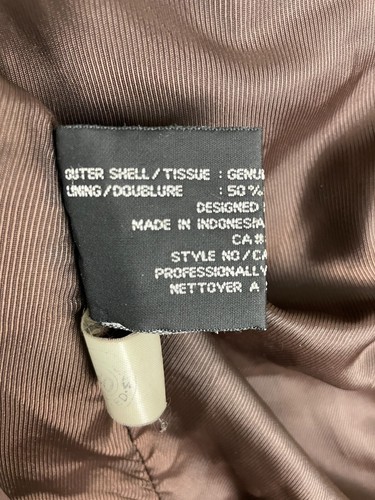 OUTER SHELL/TISSUE : GENU
LINING/DOUBLURE : 50%
DESIGNED
MADE IN INDONESIA
CA#
STYLE NO/CA
PROFESSIONALLY
NETTOYER A